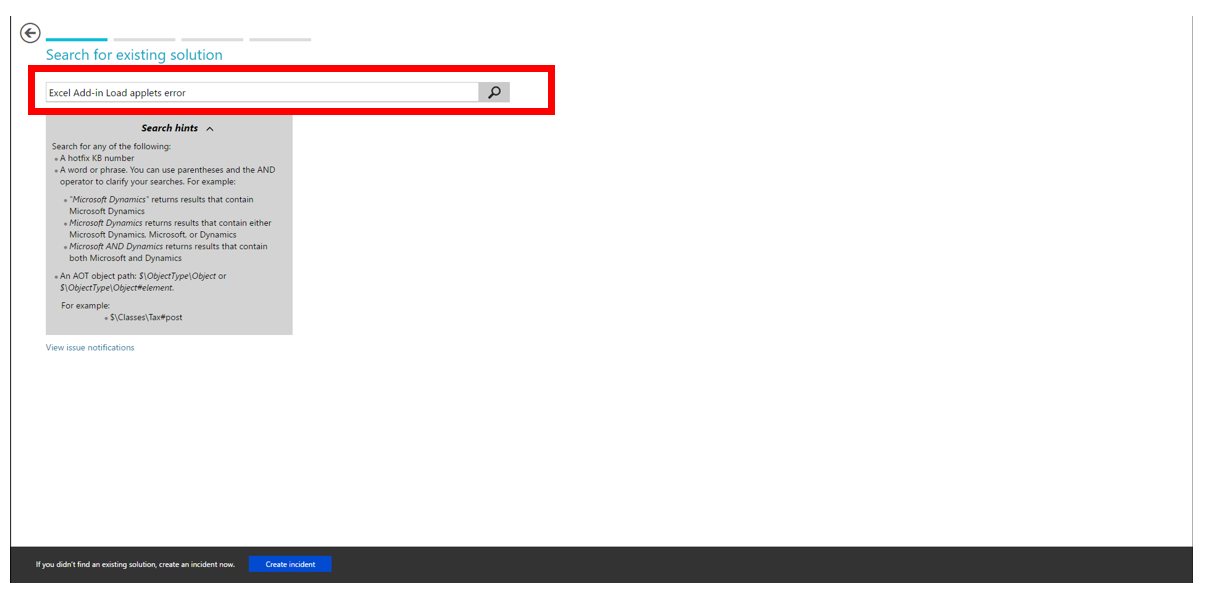 Search for existing solution
Excel Add-in Load applets error
Search hints
Search for any of the following:
A hotfix KB number
A word or phrase. You can use parentheses and the AND
operator to clarify your searches. For example:
"Microsoft Dynamics" returns results that contain
Microsoft Dynamics
Microsoft Dynamics returns results that contain either
Microsoft Dynamics, Microsoft, or Dynamics
Microsoft AND Dynamics returns results that contain
both Microsoft and Dynamics
An AOT object path: $\ObjectType\Object or
$\ObjectType\Object#element.
For example:
$\Classes\Tax#post
View issue notifications
If you didn't find an existing solution, create an incident now. Create incident